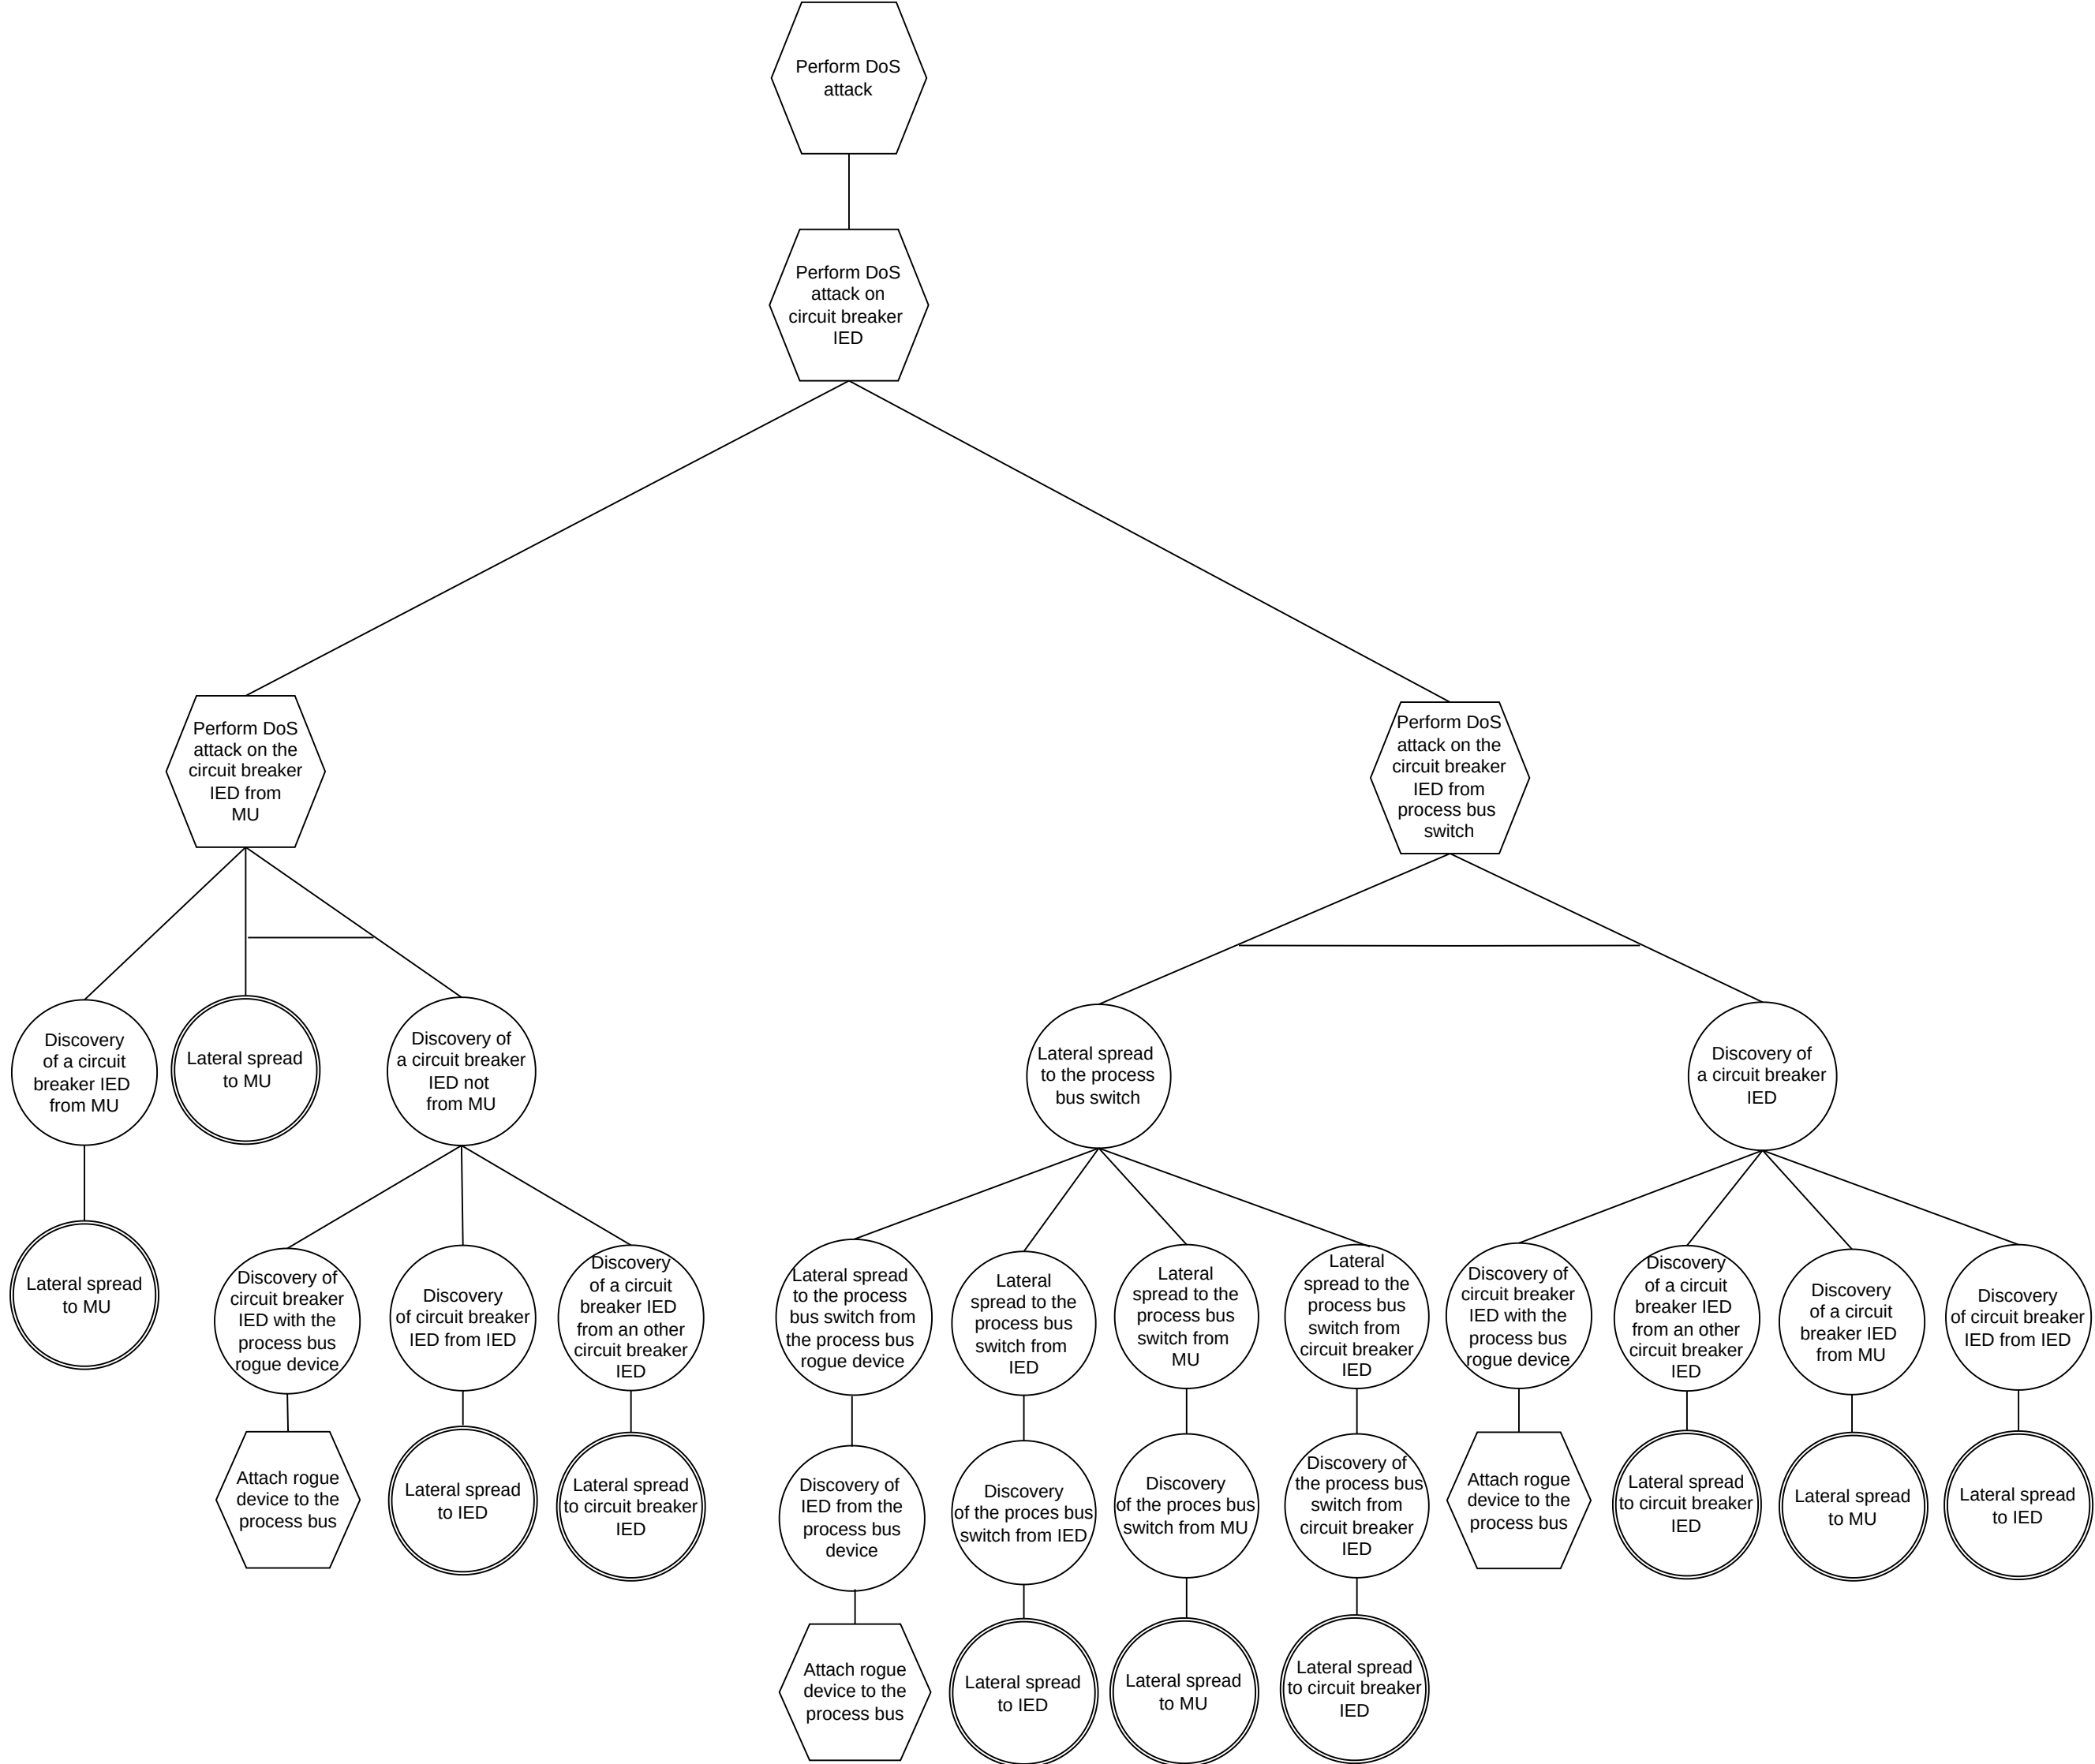 Perform DoS
attack
Perform DoS
attack on
circuit breaker
IED
Perform DoS
attack on the
circuit breaker
IED from
MU
Perform DoS
attack on the
circuit breaker
IED from
process bus
switch
Discovery
of a circuit
breaker IED
from MU
Lateral spread
to MU
Discovery of
a circuit breaker
IED not
from MU
Lateral spread
to the process
bus switch
Discovery of
a circuit breaker
IED
Lateral spread
to MU
Discovery of
circuit breaker
IED with the
process bus
rogue device
Discovery
of circuit breaker
IED from IED
Discovery
of a circuit
breaker IED
from an other
circuit breaker
IED
Lateral spread
to the process
bus switch from
the process bus
rogue device
Lateral
spread to the
process bus
switch from
IED
Lateral
spread to the
process bus
switch from
MU
Lateral
spread to the
process bus
switch from
circuit breaker
IED
Discovery of
circuit breaker
IED with the
process bus
rogue device
Discovery
of a circuit
breaker IED
from an other
circuit breaker
IED
Discovery
of a circuit
breaker IED
from MU
Discovery
of circuit breaker
IED from IED
Attach rogue
device to the
process bus
Lateral spread
to IED
Lateral spread
to circuit breaker
IED
Discovery of
IED from the
process bus
device
Discovery
of the proces bus
switch from IED
Discovery
of the proces bus
switch from MU
Discovery of
the process bus
switch from
circuit breaker
IED
Attach rogue
device to the
process bus
Lateral spread
to circuit breaker
IED
Lateral spread
to MU
Lateral spread
to IED
Attach rogue
device to the
process bus
Lateral spread
to IED
Lateral spread
to MU
Lateral spread
to circuit breaker
IED